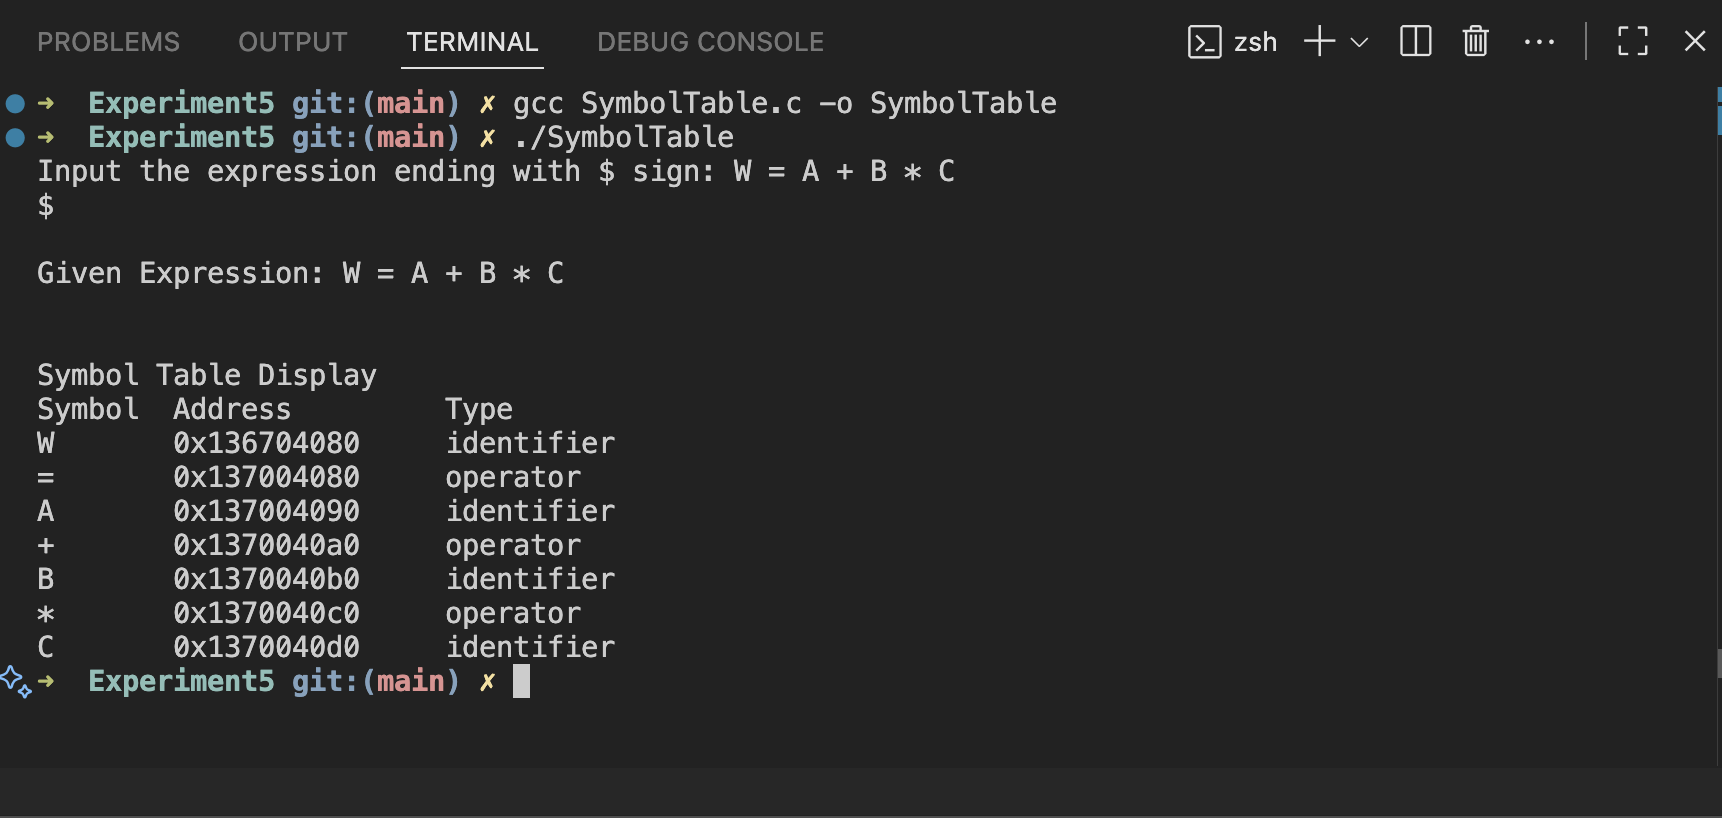 PROBLEMS OUTPUT TERMINAL DEBUG CONSOLE zsh
➜ Experiment5 git:(main) ✗ gcc SymbolTable.c -o SymbolTable
➜ Experiment5 git:(main) ✗ ./SymbolTable
Input the expression ending with $ sign: W = A + B * C
$
Given Expression: W = A + B * C
Symbol Table Display
Symbol Address Type
W 0x136704080 identifier
= 0x137004080 operator
A 0x137004090 identifier
+ 0x1370040a0 operator
B 0x1370040b0 identifier
* 0x1370040c0 operator
C 0x1370040d0 identifier
➜ Experiment5 git:(main) ✗